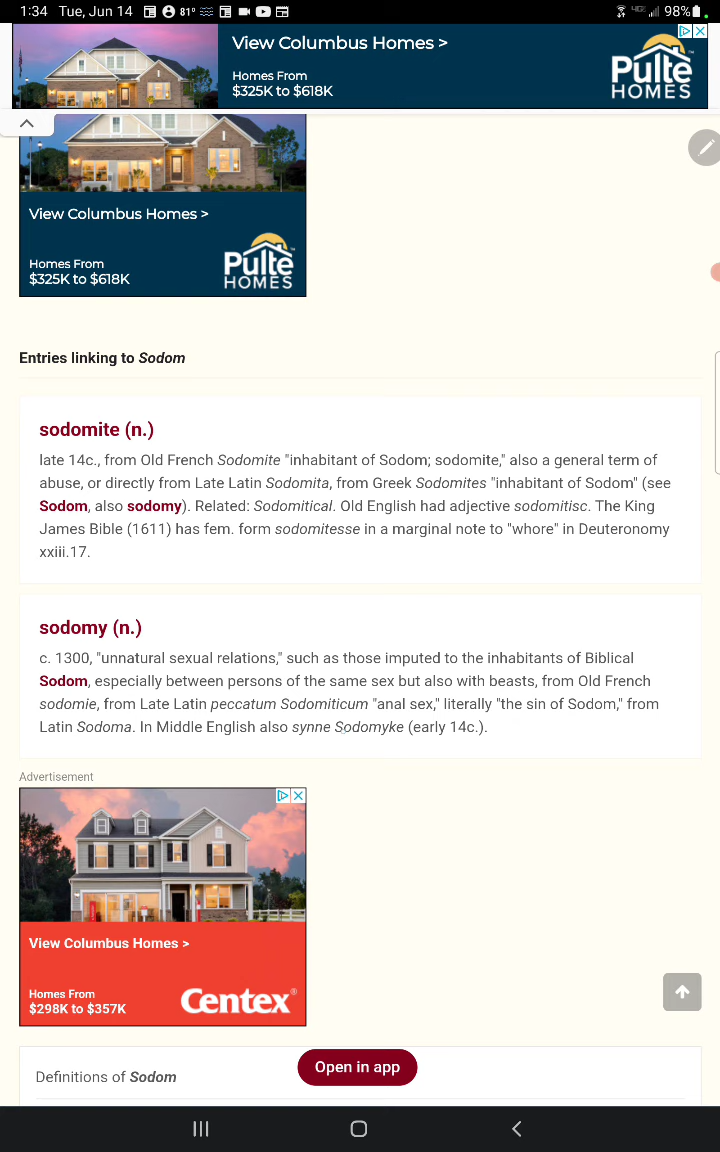 1:34 Tue, Jun 14 81° 98%
View Columbus Homes >
Homes From
$325K to $618K
Pulte
HOMES
View Columbus Homes >
Homes From
$325K to $618K
Pulte
HOMES
Entries linking to Sodom
sodomite (n.)
late 14c., from Old French Sodomite "inhabitant of Sodom; sodomite," also a general term of
abuse, or directly from Late Latin Sodomita, from Greek Sodomites "inhabitant of Sodom" (see
Sodom, also sodomy). Related: Sodomitical. Old English had adjective sodomitisc. The King
James Bible (1611) has fem. form sodomitesse in a marginal note to "whore" in Deuteronomy
xxiii.17.
sodomy (n.)
c. 1300, "unnatural sexual relations," such as those imputed to the inhabitants of Biblical
Sodom, especially between persons of the same sex but also with beasts, from Old French
sodomie, from Late Latin peccatum Sodomiticum "anal sex," literally "the sin of Sodom," from
Latin Sodoma. In Middle English also synne Sodomyke (early 14c.).
Advertisement
View Columbus Homes >
Homes From
$298K to $357K
Centex®
Definitions of Sodom
Open in app